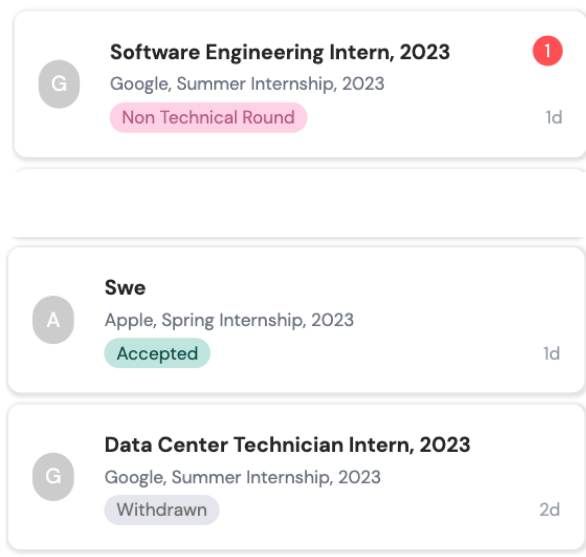 Software Engineering Intern, 2023
1
G
Google, Summer Internship, 2023
Non Technical Round
1d
Swe
A
Apple, Spring Internship, 2023
Accepted
1d
Data Center Technician Intern, 2023
G
Google, Summer Internship, 2023
Withdrawn
2d